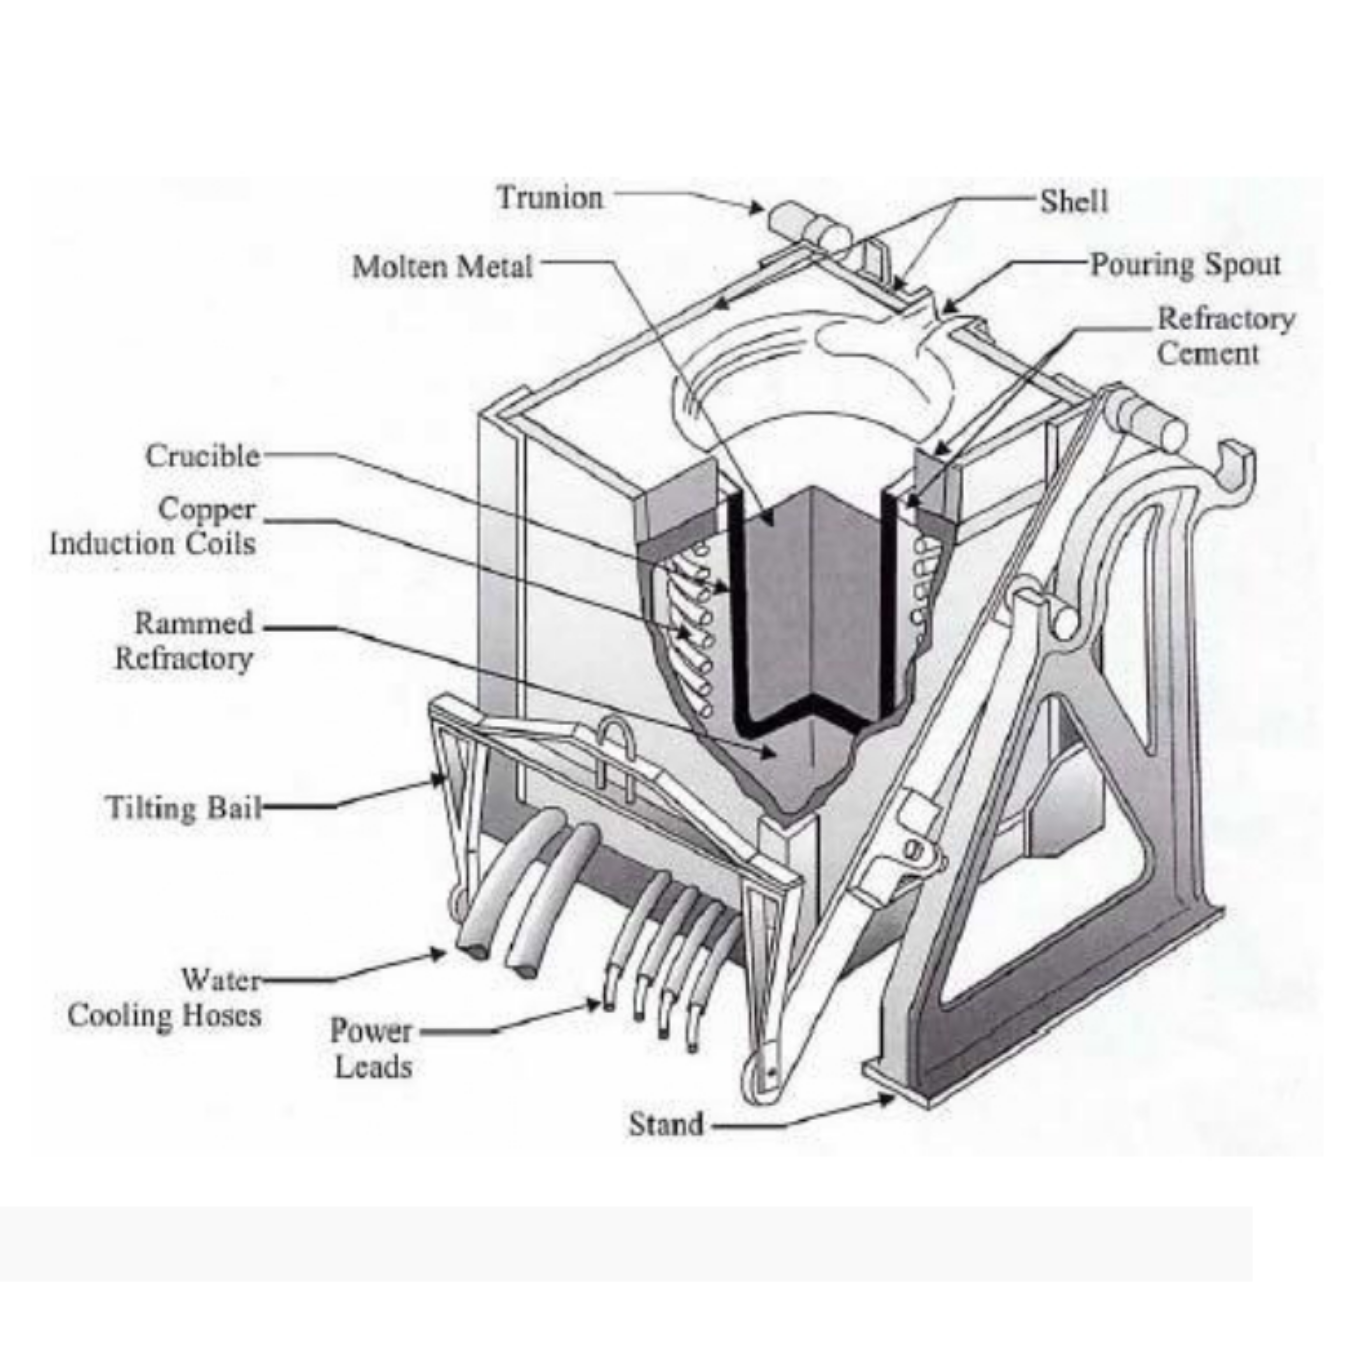 Trunion
Shell
Molten Metal
Pouring Spout
Refractory
Cement
Crucible
Copper
Induction Coils
Rammed
Refractory
Tilting Bail
Water
Cooling Hoses
Power
Leads
Stand